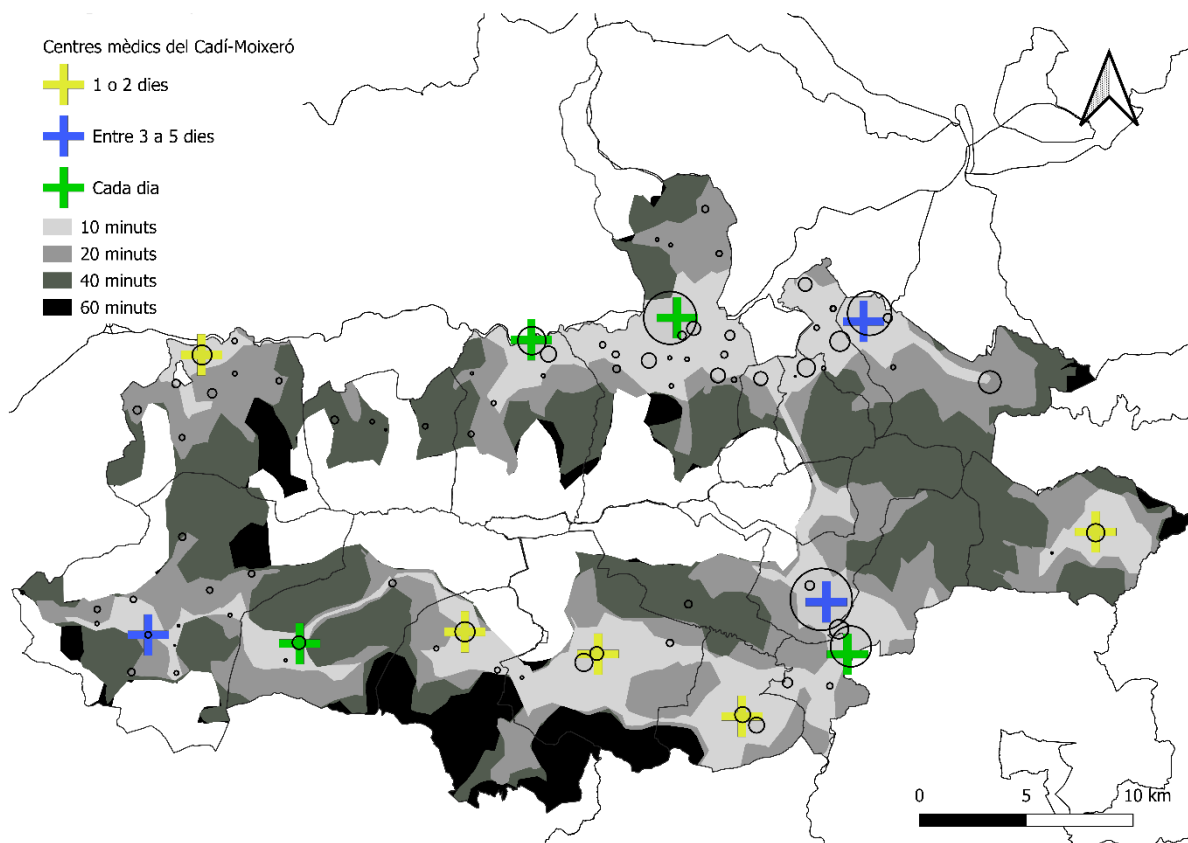 Centres mèdics del Cadí-Moixeró
1 o 2 dies
Entre 3 a 5 dies
Cada dia
10 minuts
20 minuts
40 minuts
60 minuts
0 5 10 km